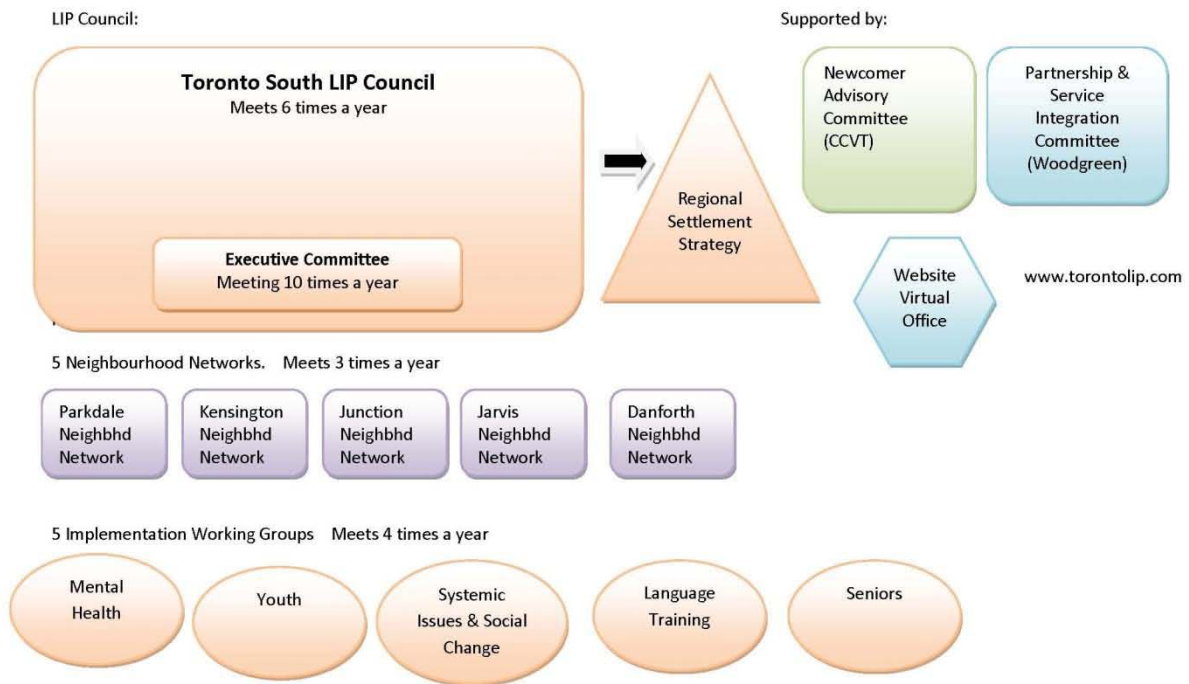 LIP Council:
Supported by:
Toronto South LIP Council
Meets 6 times a year
Executive Committee
Meeting 10 times a year
Regional
Settlement
Strategy
Newcomer
Advisory
Committee
(CCVT)
Partnership &
Service
Integration
Committee
(Woodgreen)
Website
Virtual
Office
www.torontolip.com
5 Neighbourhood Networks. Meets 3 times a year
Parkdale
Neighbhd
Network
Kensington
Neighbhd
Network
Junction
Neighbhd
Network
Jarvis
Neighbhd
Network
Danforth
Neighbhd
Network
5 Implementation Working Groups Meets 4 times a year
Mental
Health
Youth
Systemic
Issues & Social
Change
Language
Training
Seniors